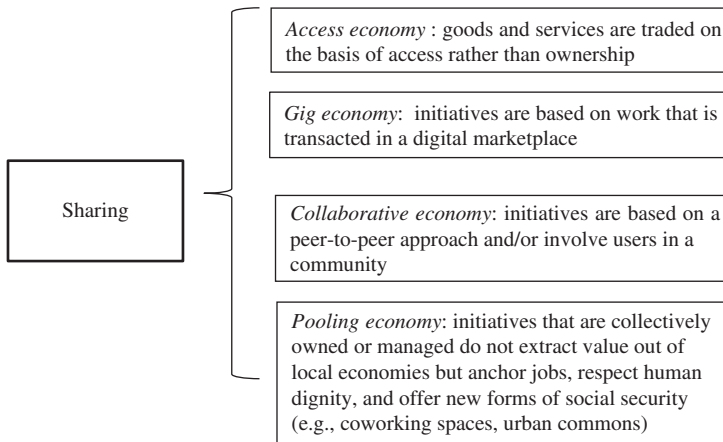 Access economy : goods and services are traded on
the basis of access rather than ownership
Gig economy: initiatives are based on work that is
transacted in a digital marketplace
Sharing
Collaborative economy: initiatives are based on a
peer-to-peer approach and/or involve users in a
community
Pooling economy: initiatives that are collectively
owned or managed do not extract value out of
local economies but anchor jobs, respect human
dignity, and offer new forms of social security
(e.g., coworking spaces, urban commons)